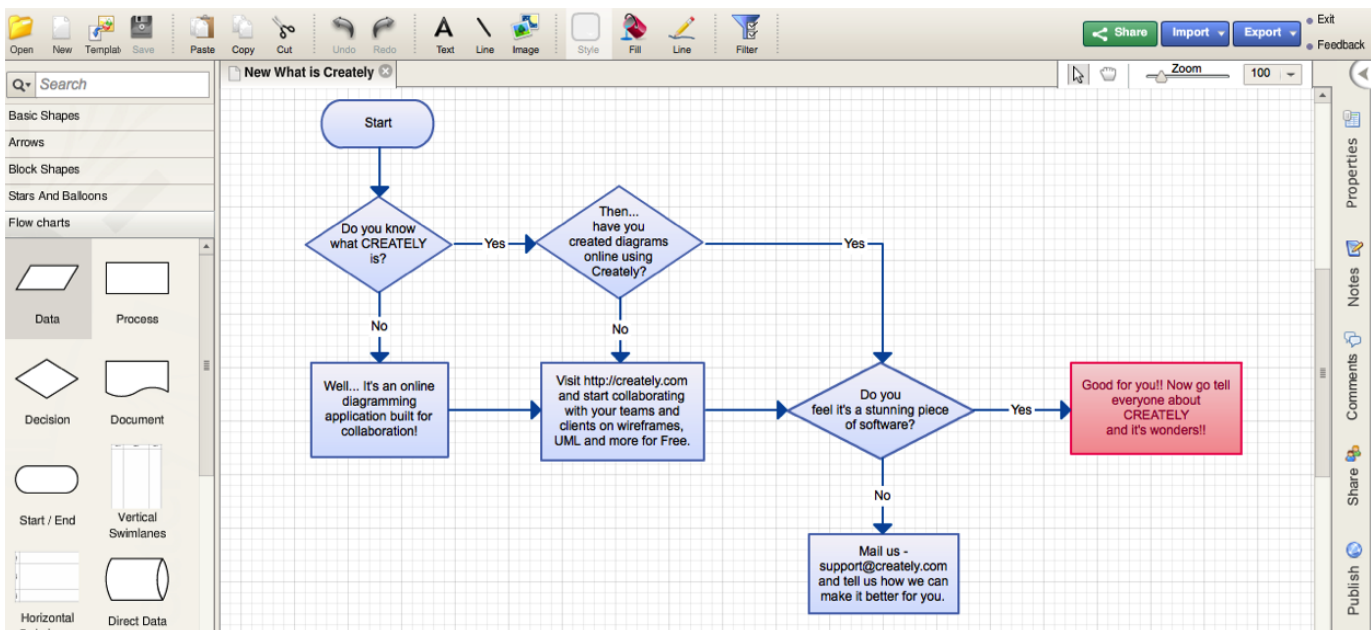 Open New Templat Save Paste Copy Cut Undo Redo Text Line Image Style Fill Line Filter
Share Import Export
Exit
Feedback
Search
New What is Creately
Zoom
100
Basic Shapes
Arrows
Block Shapes
Stars And Balloons
Flow charts
Data
Process
Decision
Document
Start / End
Vertical
Swimlanes
Horizontal
Direct Data
Start
Do you know
what CREATELY
is?
Yes
Then...
have you
created diagrams
online using
Creately?
Yes
No
No
Well... It's an online
diagramming
application built for
collaboration!
Visit http://creately.com
and start collaborating
with your teams and
clients on wireframes,
UML and more for Free.
Do you
feel it's a stunning piece
of software?
Yes
Good for you!! Now go tell
everyone about
CREATELY
and it's wonders!!
No
Mail us -
support@creately.com
and tell us how we can
make it better for you.
Properties
Notes
Comments
Share
Publish